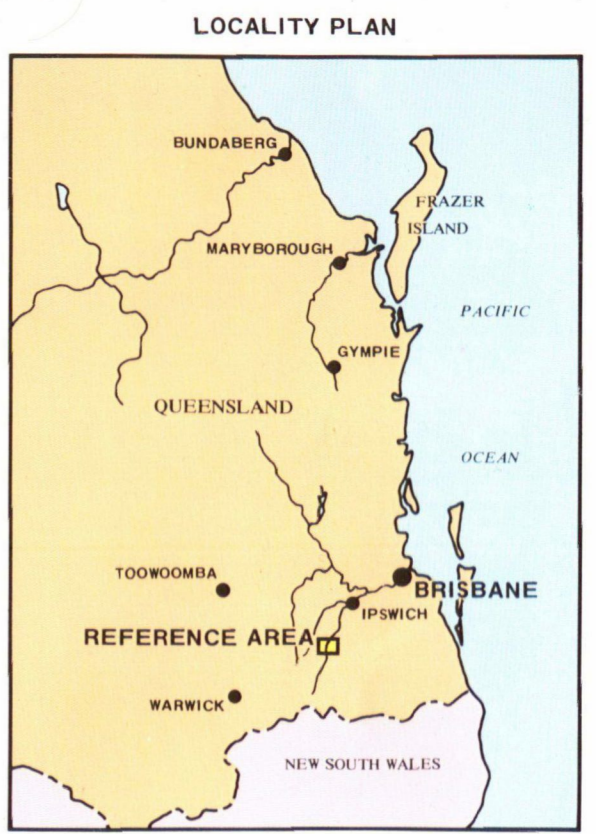 LOCALITY PLAN
BUNDABERG
FRAZER
ISLAND
MARYBOROUGH
PACIFIC
GYMPIE
QUEENSLAND
OCEAN
TOOWOOMBA
BRISBANE
IPSWICH
REFERENCE AREA
WARWICK
NEW SOUTH WALES